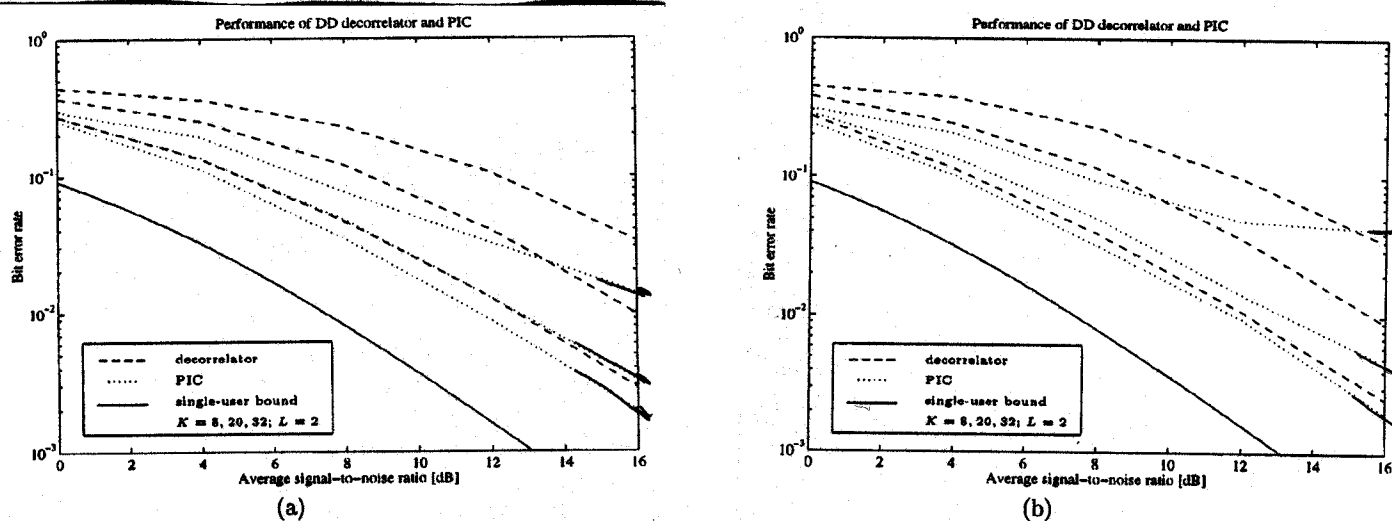 Performance of DD decorrelator and PIC
10^0
10^-1
10^-2
10^-3
Bit error rate
decorrelator
PIC
single-user bound
K = 8, 20, 32; L = 2
0 2 4 6 8 10 12 14 16
Average signal-to-noise ratio [dB]
(a)
Performance of DD decorrelator and PIC
10^0
10^-1
10^-2
10^-3
Bit error rate
decorrelator
PIC
single-user bound
K = 8, 20, 32; L = 2
0 2 4 6 8 10 12 14 16
Average signal-to-noise ratio [dB]
(b)